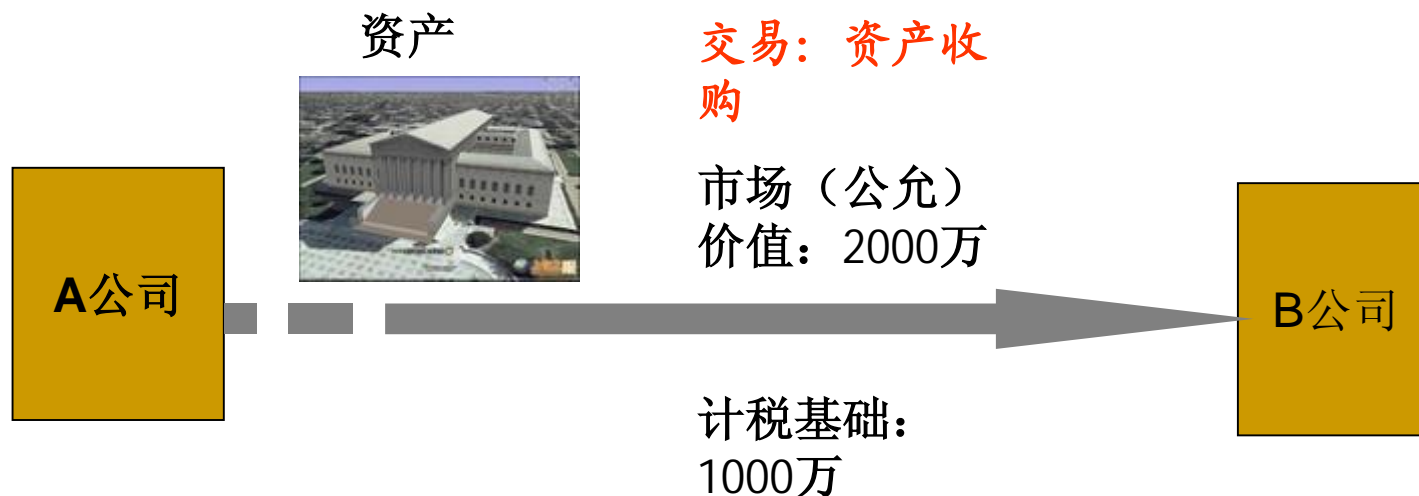 资产
交易：资产收
购
市场（公允）
价值：2000万
A公司
B公司
计税基础：
1000万